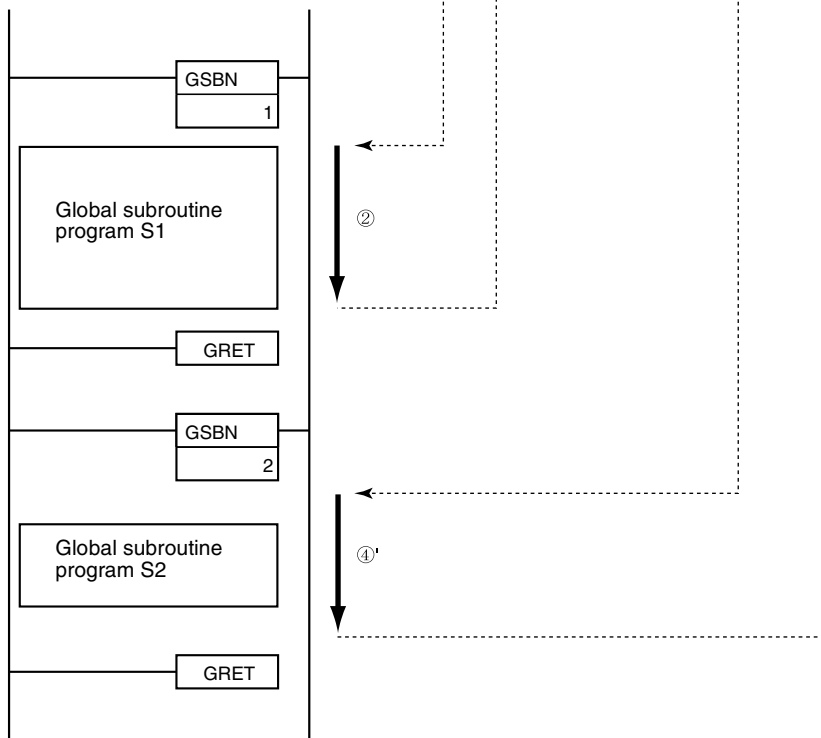 GSBN
1
Global subroutine
program S1
②
GRET
GSBN
2
Global subroutine
program S2
④'
GRET